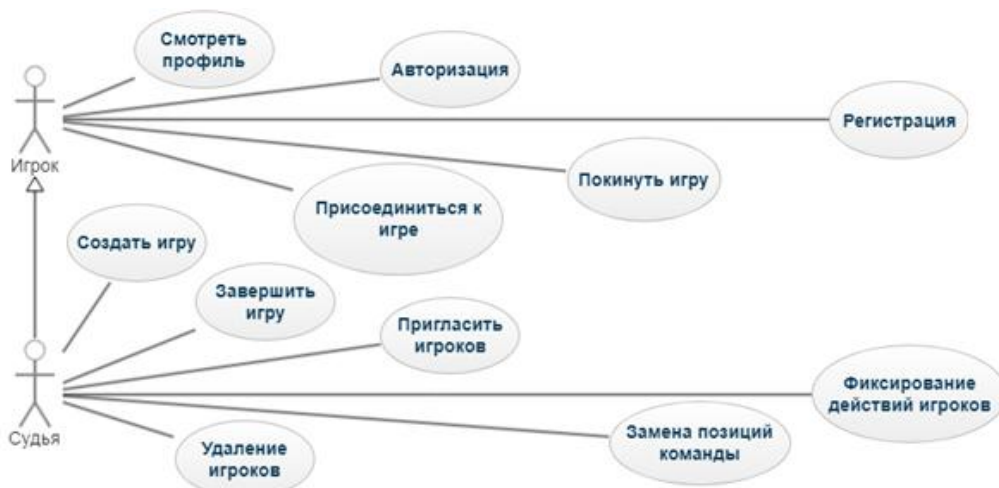 Смотреть
профиль
Авторизация
Регистрация
Игрок
Покинуть игру
Присоединиться к
игре
Создать игру
Завершить
игру
Пригласить
игроков
Фиксирование
действий игроков
Судья
Замена позиций
команды
Удаление
игроков